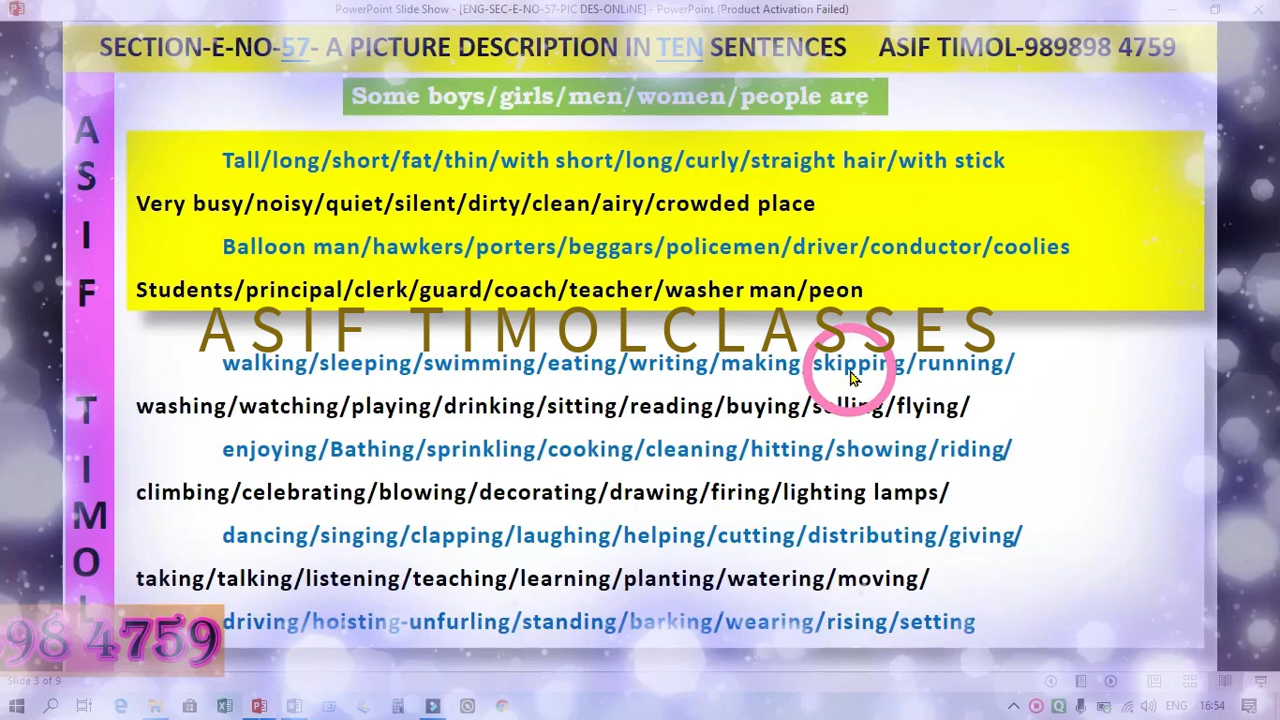 PowerPoint Slide Show - [ENG-SEC-E-NO-57-PIC DES-ONLINE] - PowerPoint (Product Activation Failed)
SECTION-E-NO-57- A PICTURE DESCRIPTION IN TEN SENTENCES ASIF TIMOL-989898 4759
Some boys/girls/men/women/people are
ASIF TIMOL
Tall/long/short/fat/thin/with short/long/curly/straight hair/with stick
Very busy/noisy/quiet/silent/dirty/clean/airy/crowded place
Balloon man/hawkers/porters/beggars/policemen/driver/conductor/coolies
Students/principal/clerk/guard/coach/teacher/washer man/peon
ASIF TIMOLCLASSES
walking/sleeping/swimming/eating/writing/making/skipping/running/
washing/watching/playing/drinking/sitting/reading/buying/selling/flying/
enjoying/Bathing/sprinkling/cooking/cleaning/hitting/showing/riding/
climbing/celebrating/blowing/decorating/drawing/firing/lighting lamps/
dancing/singing/clapping/laughing/helping/cutting/distributing/giving/
taking/talking/listening/teaching/learning/planting/watering/moving/
driving/hoisting-unfurling/standing/barking/wearing/rising/setting
98 4759
Slide 3 of 9
ENG 16:54